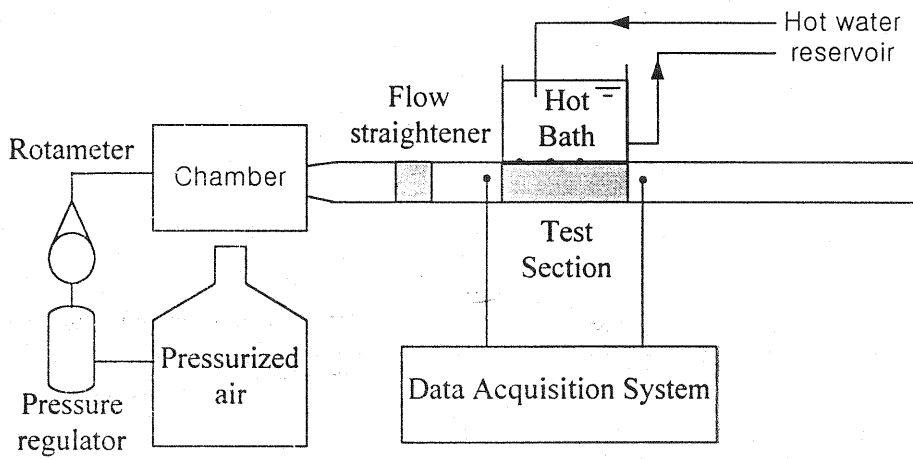 Hot water
reservoir
Flow
straightener
Hot
Bath
Rotameter
Chamber
Test
Section
Pressurized
air
Data Acquisition System
Pressure
regulator